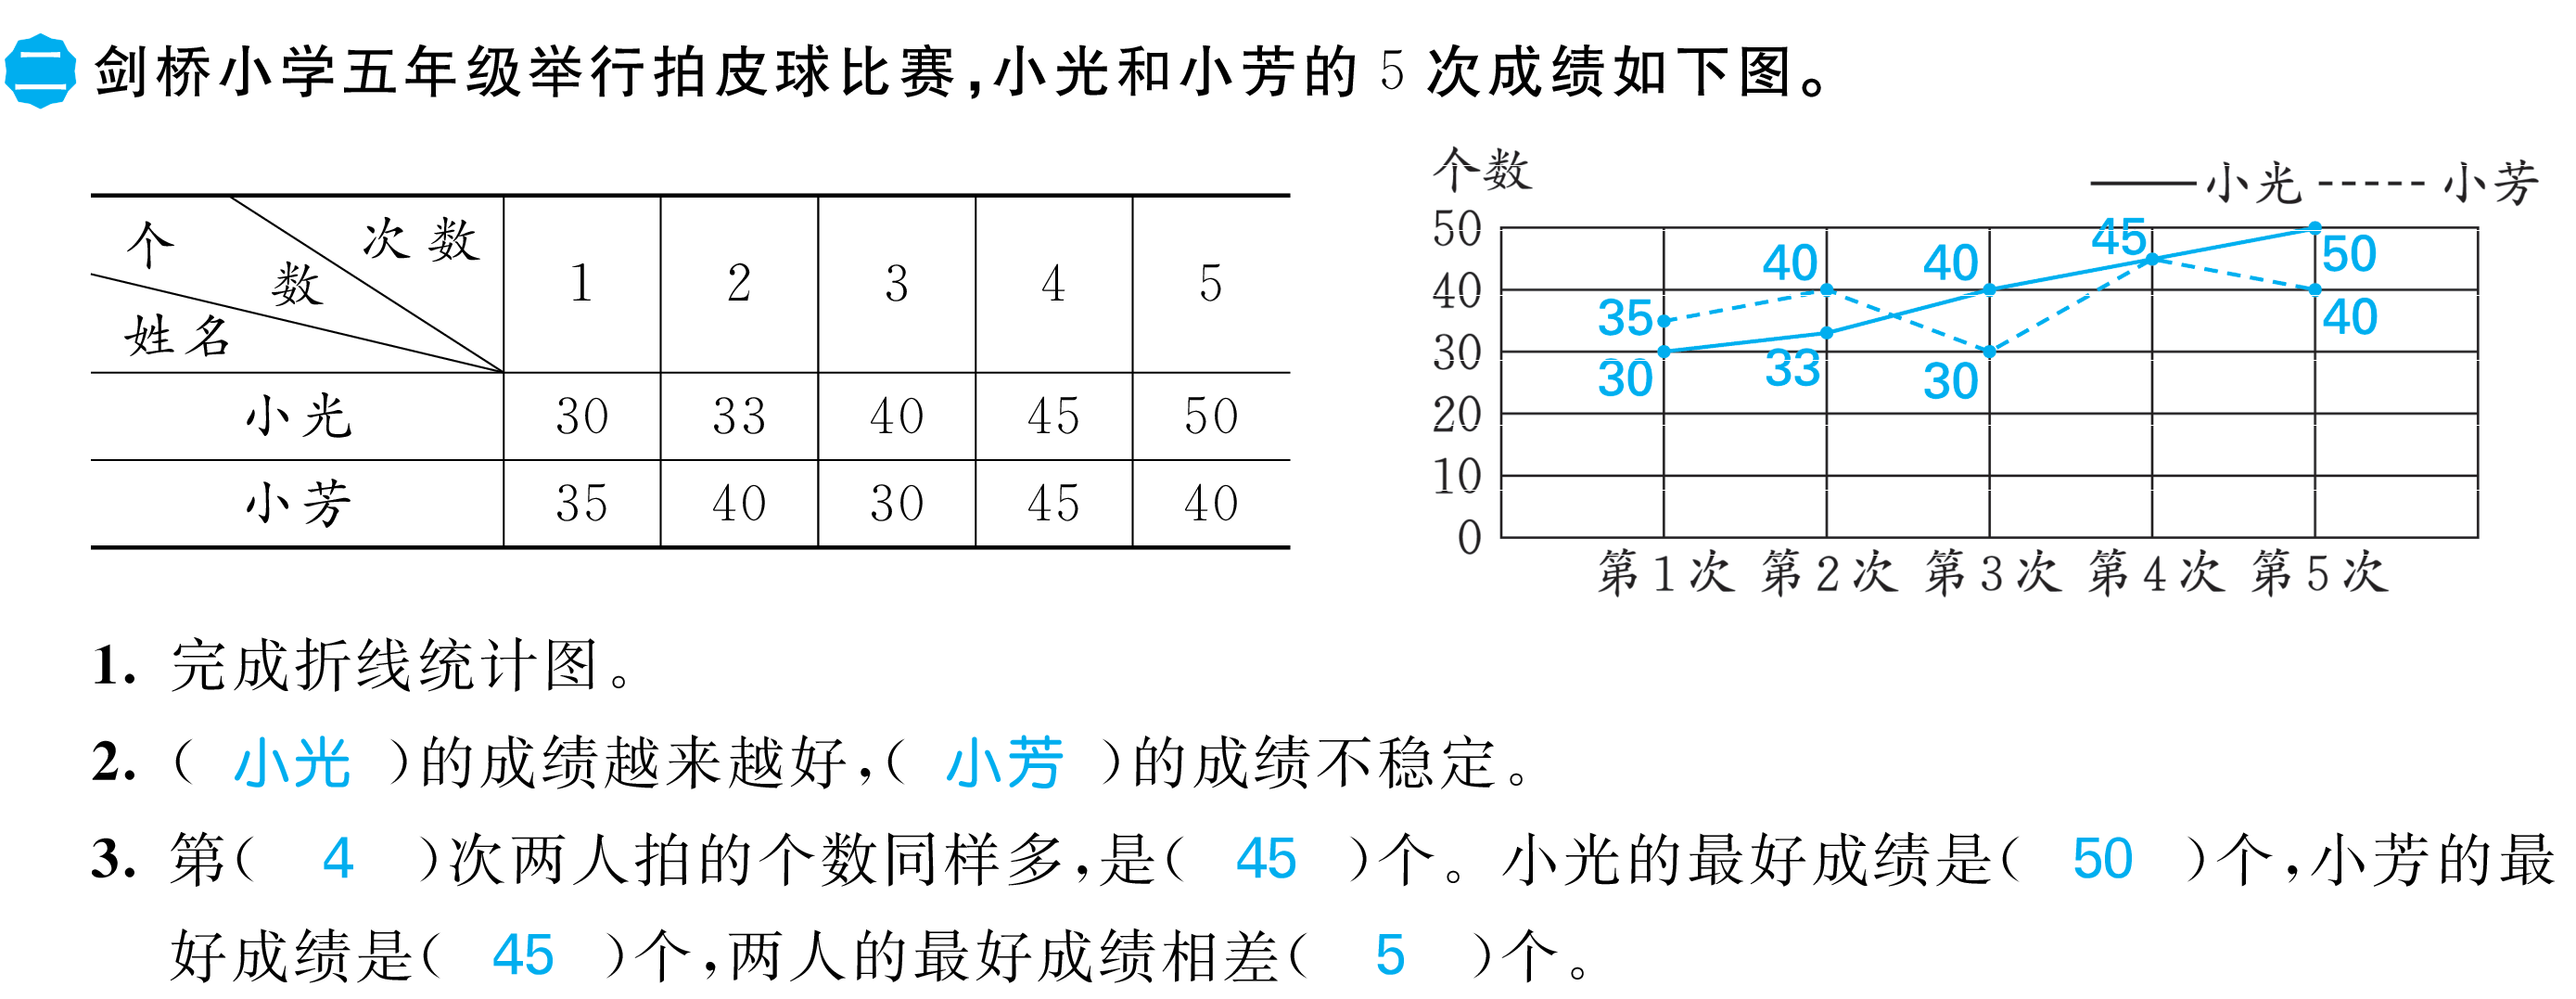 二 剑桥小学五年级举行拍皮球比赛,小光和小芳的 5 次成绩如下图。
个 数 次数 1 2 3 4 5
姓名
小光 30 33 40 45 50
小芳 35 40 30 45 40
个数
小光 小芳
50
40
30
20
10
0
35 40 40 45 50
30 33 30 40
第1次 第2次 第3次 第4次 第5次
1. 完成折线统计图。
2. ( 小光 )的成绩越来越好,( 小芳 )的成绩不稳定。
3. 第( 4 )次两人拍的个数同样多,是( 45 )个。小光的最好成绩是( 50 )个,小芳的最
好成绩是( 45 )个,两人的最好成绩相差( 5 )个。